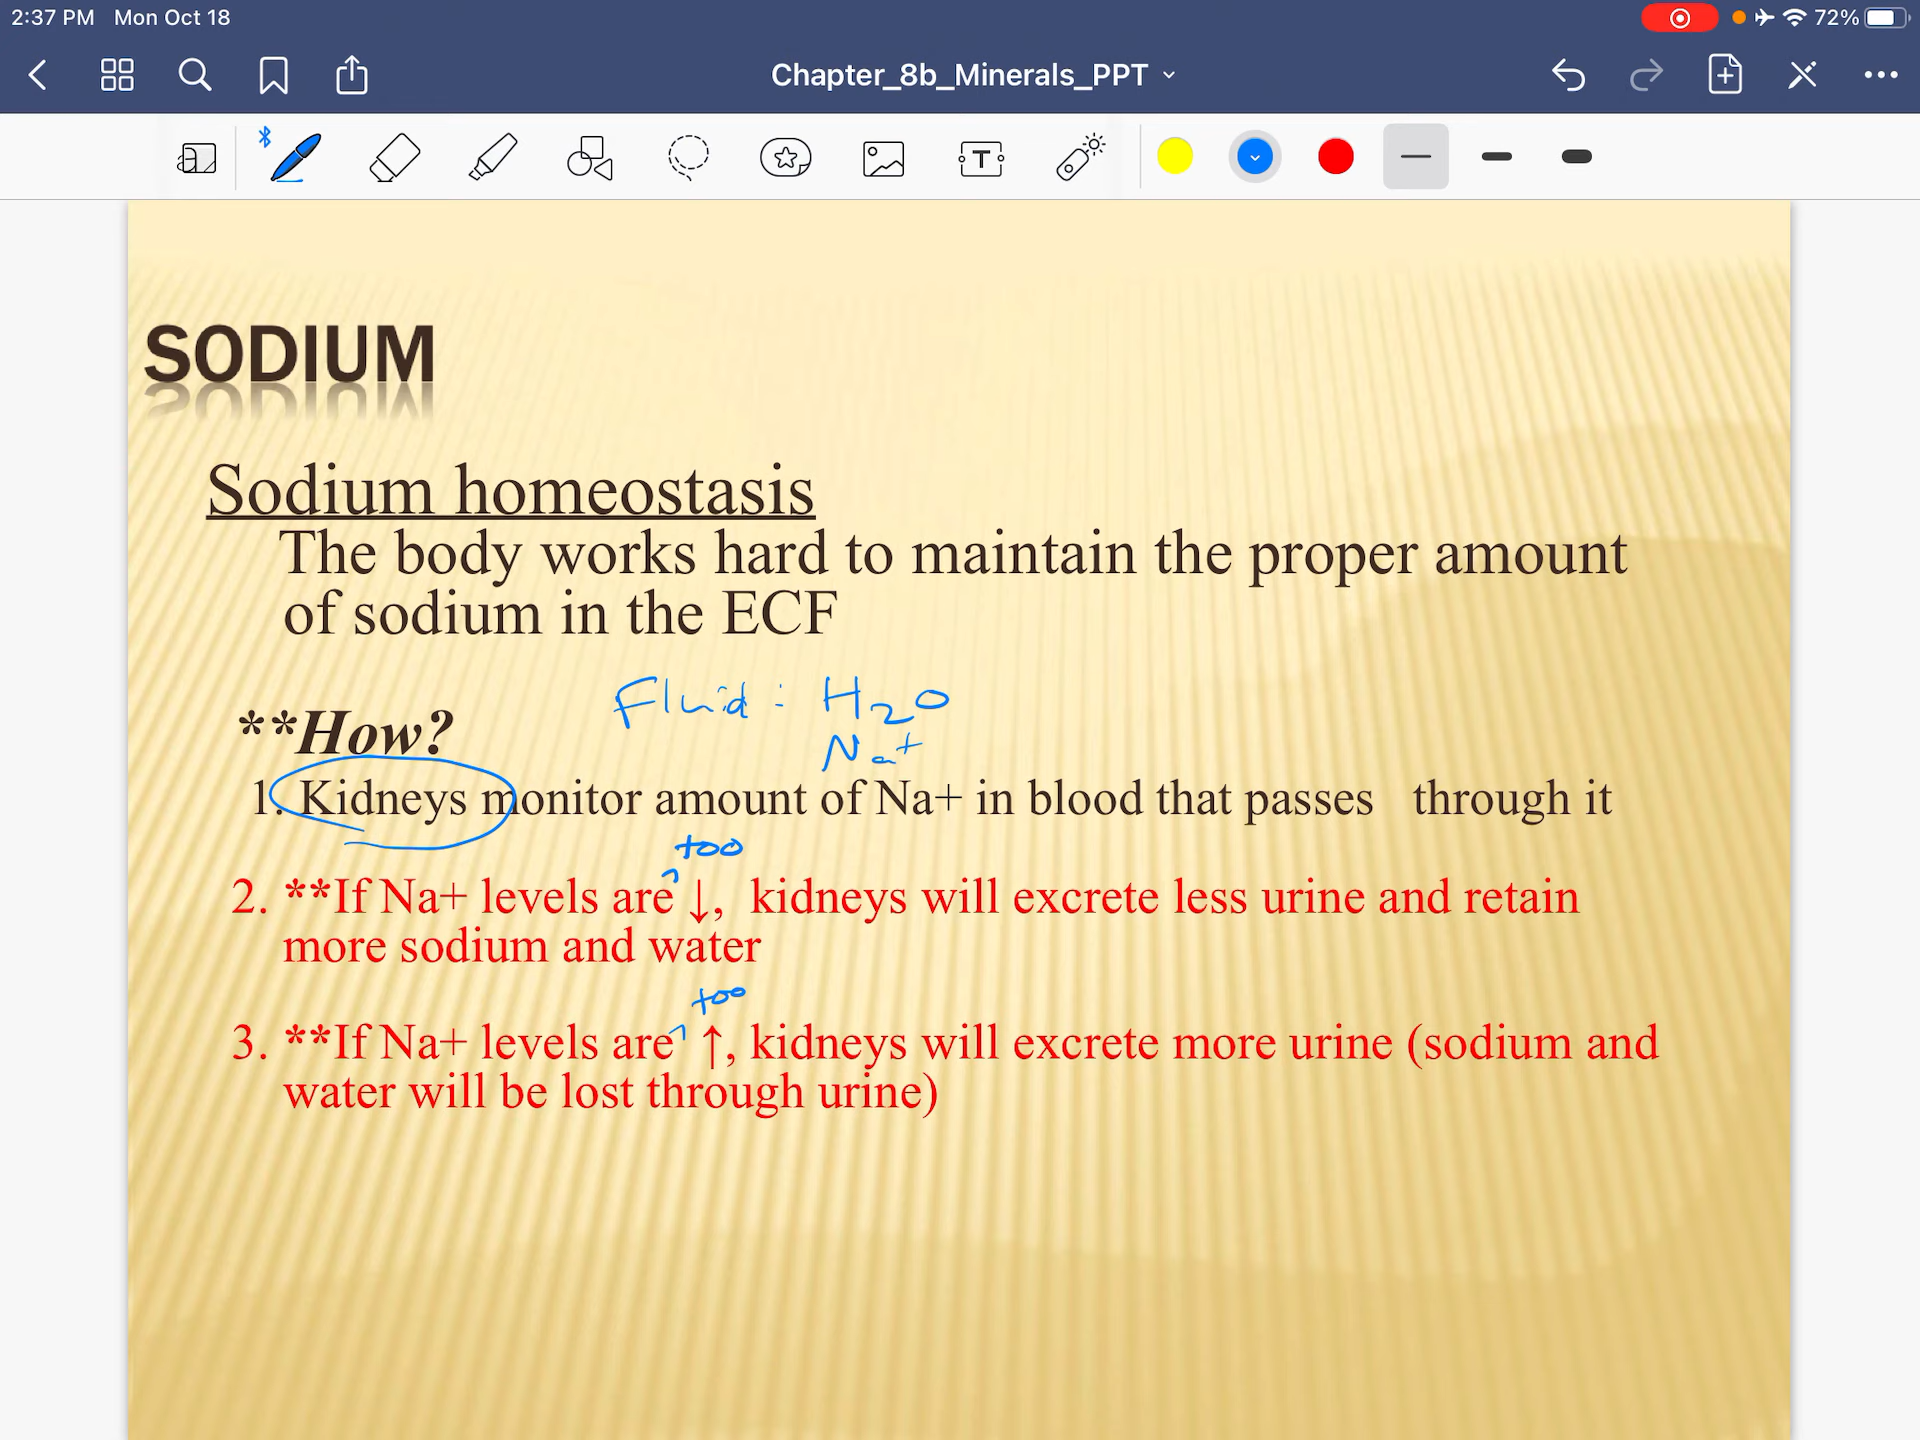 2:37 PM Mon Oct 18
72%
Chapter_8b_Minerals_PPT
SODIUM
Sodium homeostasis
The body works hard to maintain the proper amount
of sodium in the ECF
Fluid : H2O
Na+
**How?
1. Kidneys monitor amount of Na+ in blood that passes through it
too
2. **If Na+ levels are ^ ↓, kidneys will excrete less urine and retain
more sodium and water
too
3. **If Na+ levels are ^ ↑, kidneys will excrete more urine (sodium and
water will be lost through urine)